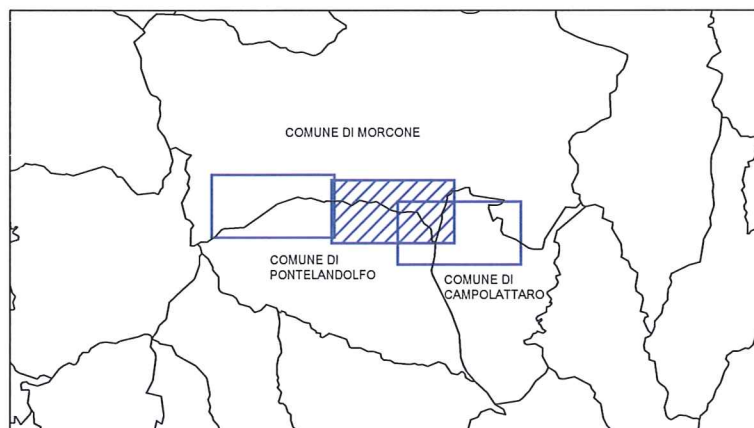 COMUNE DI MORCONE
COMUNE DI
PONTELANDOLFO
COMUNE DI
CAMPOLATTARO